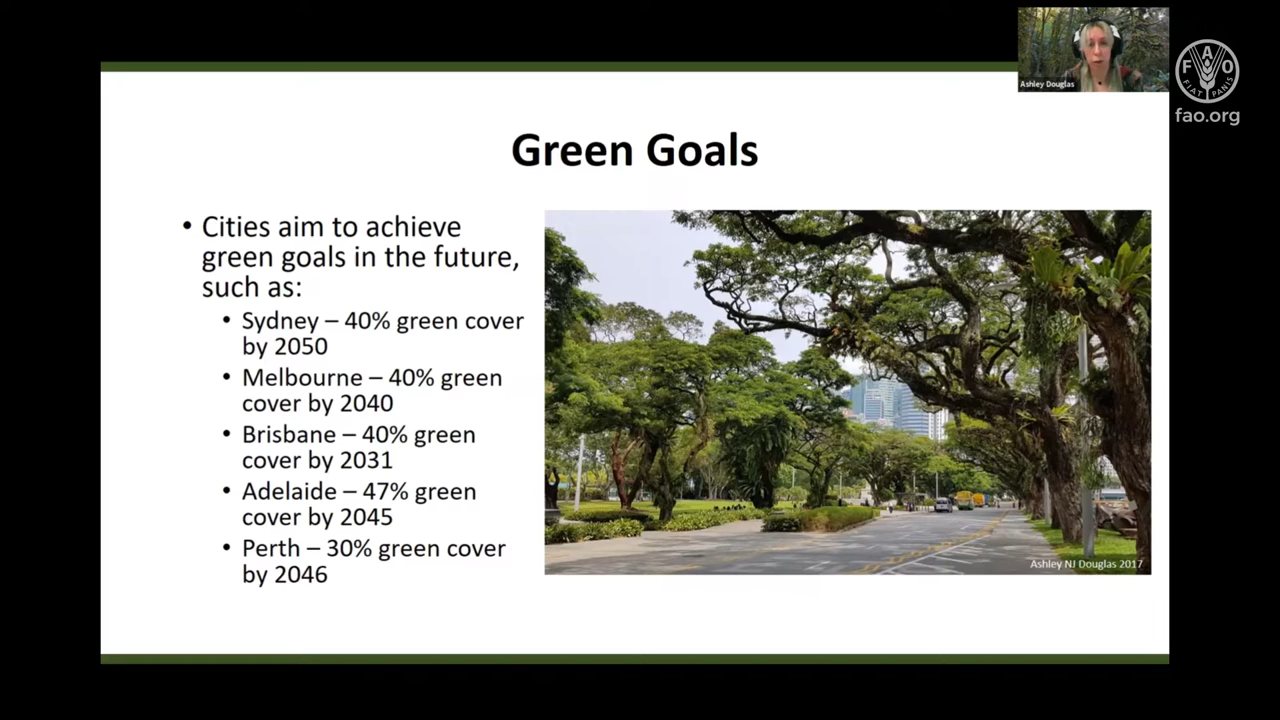 Ashley Douglas
F A O
FIAT PANIS
fao.org
Green Goals
• Cities aim to achieve
green goals in the future,
such as:
• Sydney – 40% green cover
by 2050
• Melbourne – 40% green
cover by 2040
• Brisbane – 40% green
cover by 2031
• Adelaide – 47% green
cover by 2045
• Perth – 30% green cover
by 2046
Ashley NJ Douglas 2017